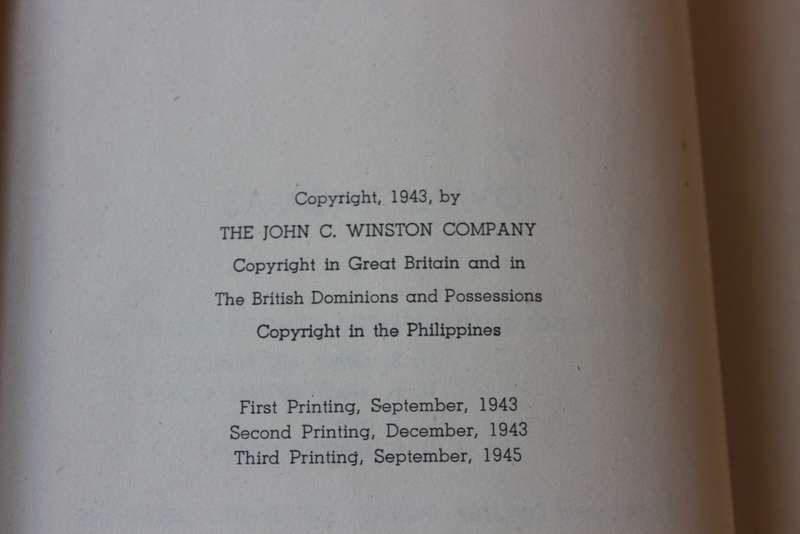 Copyright, 1943, by
THE JOHN C. WINSTON COMPANY
Copyright in Great Britain and in
The British Dominions and Possessions
Copyright in the Philippines
First Printing, September, 1943
Second Printing, December, 1943
Third Printing, September, 1945